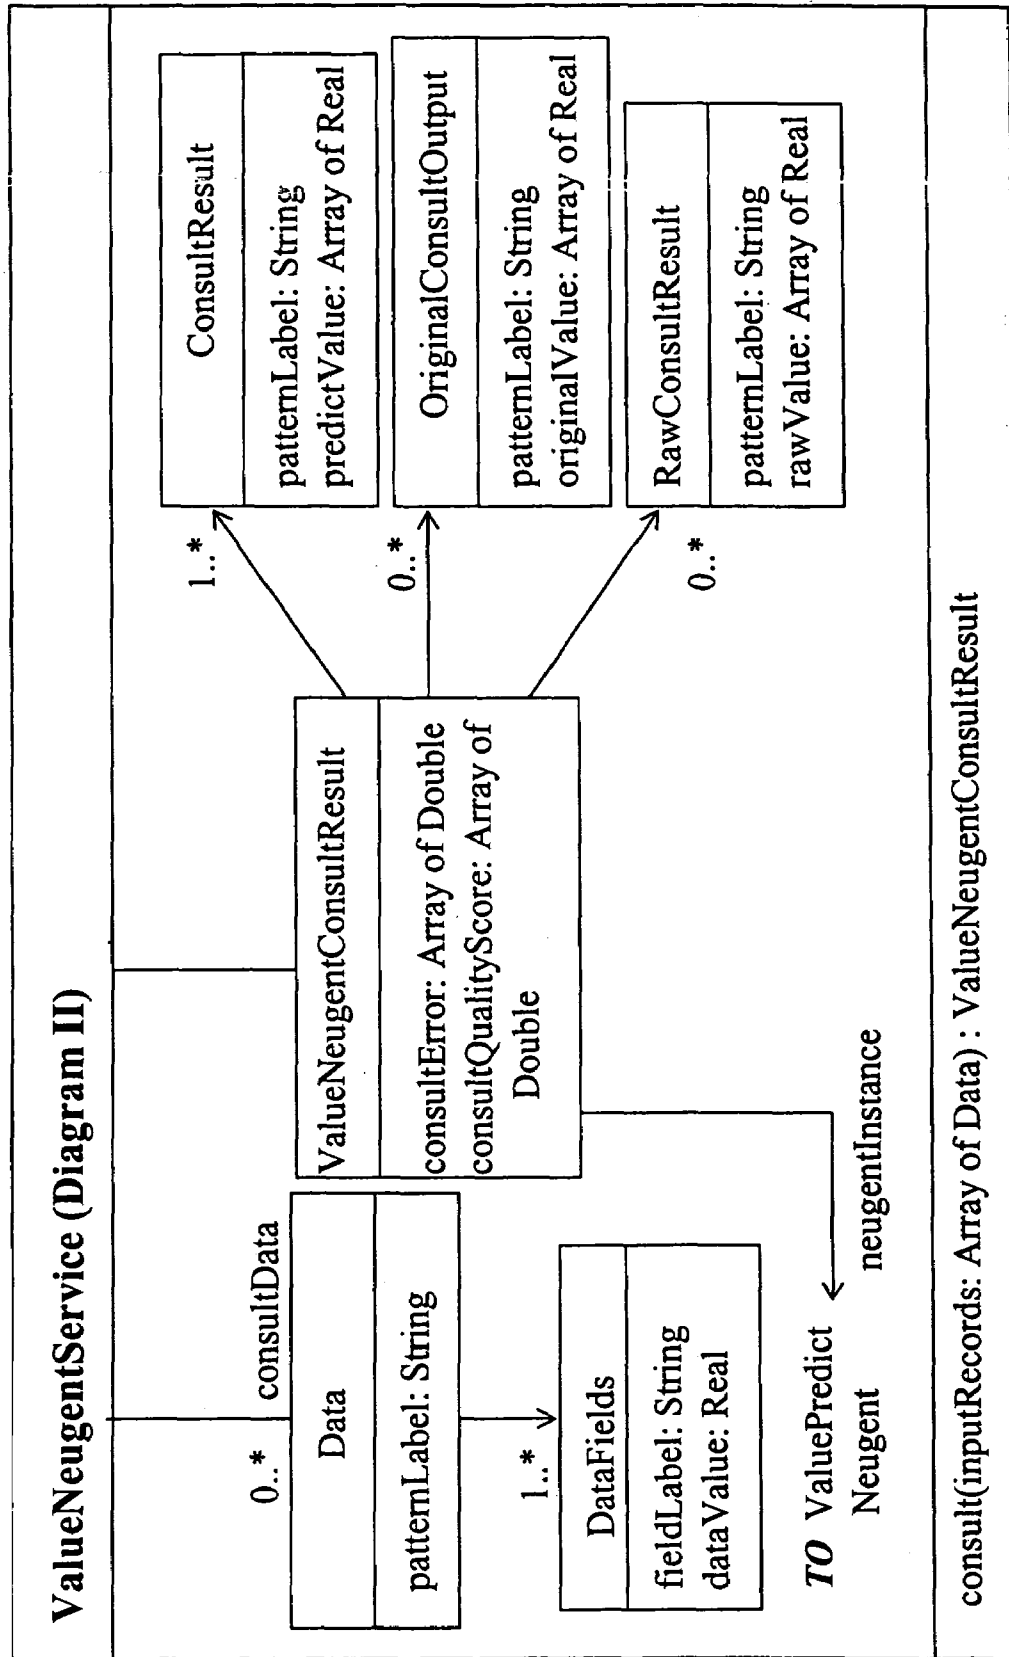 ValueNeugentService (Diagram II)
0..*
consultData
Data
patternLabel: String
1..*
DataFields
fieldLabel: String
dataValue: Real
ValueNeugentConsultResult
consultError: Array of Double
consultQualityScore: Array of
Double
TO ValuePredict
Neugent
neugentInstance
1..*
ConsultResult
patternLabel: String
predictValue: Array of Real
0..*
OriginalConsultOutput
patternLabel: String
originalValue: Array of Real
0..*
RawConsultResult
patternLabel: String
rawValue: Array of Real
consult(inputRecords: Array of Data) : ValueNeugentConsultResult